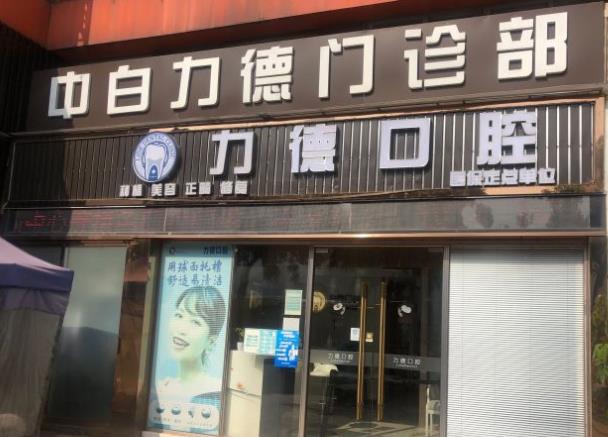 中白力德门诊部
力德口腔
种植 美容 正畸 修复
医保定点单位
力德口腔
用球面托槽
舒适易清洁
力德口腔
力德口腔